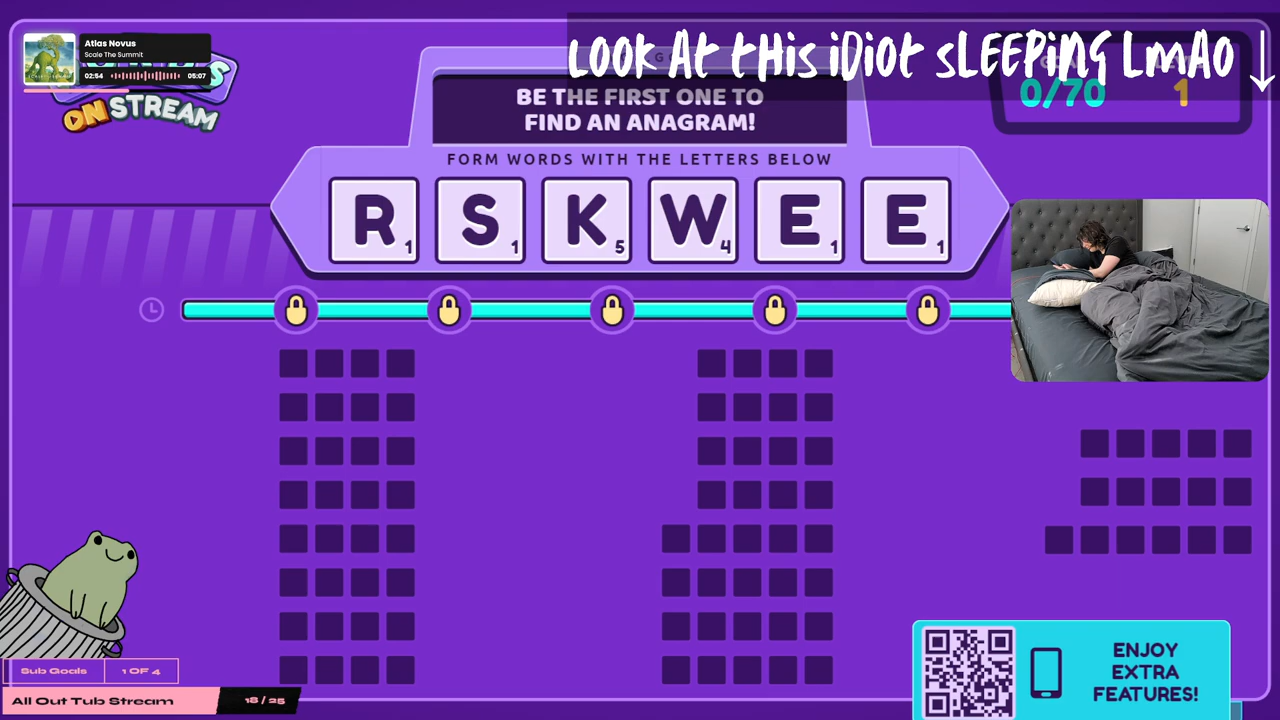 Atlas Novus
Scale The Summit
02:54
05:07
ON STREAM
LOOK At tHis iDiot sLEEPiNG LmAO
BE THE FIRST ONE TO
FIND AN ANAGRAM!
0/70
1
FORM WORDS WITH THE LETTERS BELOW
R 1 S 1 K 5 W 4 E 1 E 1
Sub Goals 1 OF 4
All Out Tub Stream 18 / 25
ENJOY
EXTRA
FEATURES!